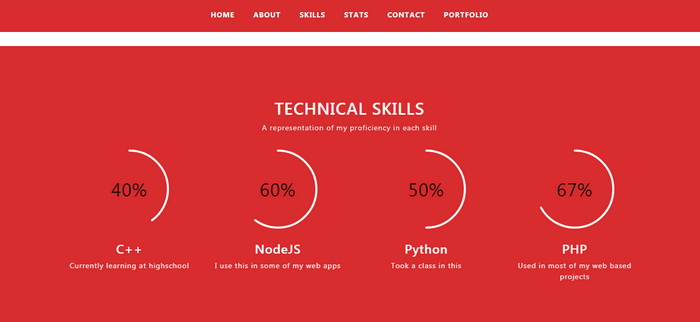 HOME ABOUT SKILLS STATS CONTACT PORTFOLIO
TECHNICAL SKILLS
A representation of my proficiency in each skill
40% 60% 50% 67%
C++ NodeJS Python PHP
Currently learning at highschool I use this in some of my web apps Took a class in this Used in most of my web based
projects